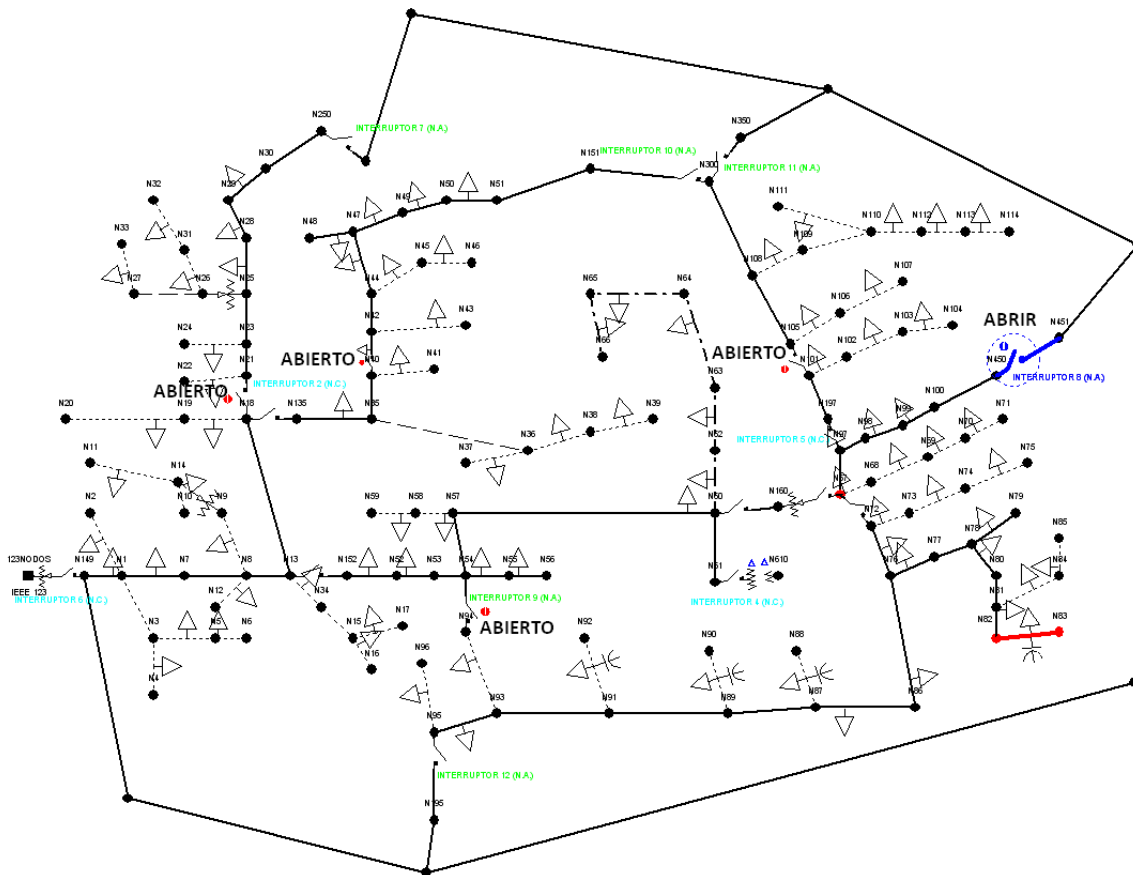 N250
INTERRUPTOR 7 (N.A.)
N350
N30
N151
INTERRUPTOR 10 (N.A.)
N300
INTERRUPTOR 11 (N.A.)
N32
N29
N49
N50
N51
N111
N33
N28
N48
N47
N110
N112
N113
N114
N31
N109
N45
N46
N108
N107
N27
N26
N25
N44
N65
N64
N451
N106
ABRIR
N24
N23
N42
N43
N105
N103
N104
N66
N102
ABIERTO
ABIERTO
N22
N21
N40
N41
N101
N450
INTERRUPTOR 8 (N.A.)
INTERRUPTOR 2 (N.C.)
N63
ABIERTO
N100
N20
N19
N18
N135
N35
N38
N39
N197
N99
N71
N98
N70
N36
N62
INTERRUPTOR 5 (N.C.)
N97
N69
N11
N37
N75
N14
N68
N74
N67
N2
N10
N9
N59
N58
N57
N60
N160
N73
N79
N72
N85
N78
123NODOS
IEEE 123
N149
N1
N7
N8
N13
N152
N52
N53
N54
N55
N56
N61
N610
N76
N77
N80
N84
INTERRUPTOR 6 (N.C.)
INTERRUPTOR 9 (N.A.)
INTERRUPTOR 4 (N.C.)
N12
N34
N81
N94
ABIERTO
N3
N5
N6
N15
N17
N92
N82
N83
N96
N90
N88
N16
N4
N93
N91
N89
N87
N86
N95
INTERRUPTOR 12 (N.A.)
N195